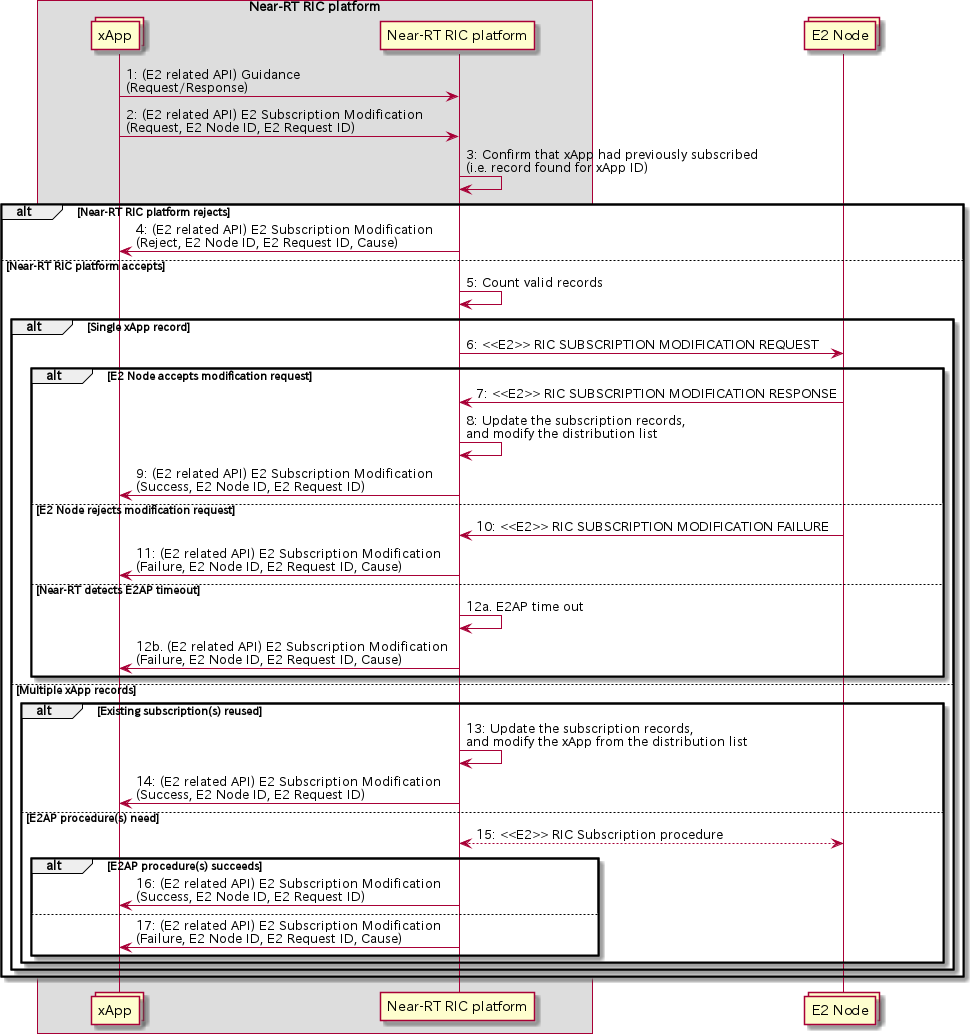 Near-RT RIC platform
xApp
Near-RT RIC platform
E2 Node
1: (E2 related API) Guidance
(Request/Response)
2: (E2 related API) E2 Subscription Modification
(Request, E2 Node ID, E2 Request ID)
3: Confirm that xApp had previously subscribed
(i.e. record found for xApp ID)
alt [Near-RT RIC platform rejects]
4: (E2 related API) E2 Subscription Modification
(Reject, E2 Node ID, E2 Request ID, Cause)
[Near-RT RIC platform accepts]
5: Count valid records
alt [Single xApp record]
6: <<E2>> RIC SUBSCRIPTION MODIFICATION REQUEST
alt [E2 Node accepts modification request]
7: <<E2>> RIC SUBSCRIPTION MODIFICATION RESPONSE
8: Update the subscription records,
and modify the distribution list
9: (E2 related API) E2 Subscription Modification
(Success, E2 Node ID, E2 Request ID)
[E2 Node rejects modification request]
10: <<E2>> RIC SUBSCRIPTION MODIFICATION FAILURE
11: (E2 related API) E2 Subscription Modification
(Failure, E2 Node ID, E2 Request ID, Cause)
[Near-RT detects E2AP timeout]
12a. E2AP time out
12b. (E2 related API) E2 Subscription Modification
(Failure, E2 Node ID, E2 Request ID, Cause)
[Multiple xApp records]
alt [Existing subscription(s) reused]
13: Update the subscription records,
and modify the xApp from the distribution list
14: (E2 related API) E2 Subscription Modification
(Success, E2 Node ID, E2 Request ID)
[E2AP procedure(s) need]
15: <<E2>> RIC Subscription procedure
alt [E2AP procedure(s) succeeds]
16: (E2 related API) E2 Subscription Modification
(Success, E2 Node ID, E2 Request ID)
17: (E2 related API) E2 Subscription Modification
(Failure, E2 Node ID, E2 Request ID, Cause)
xApp
Near-RT RIC platform
E2 Node